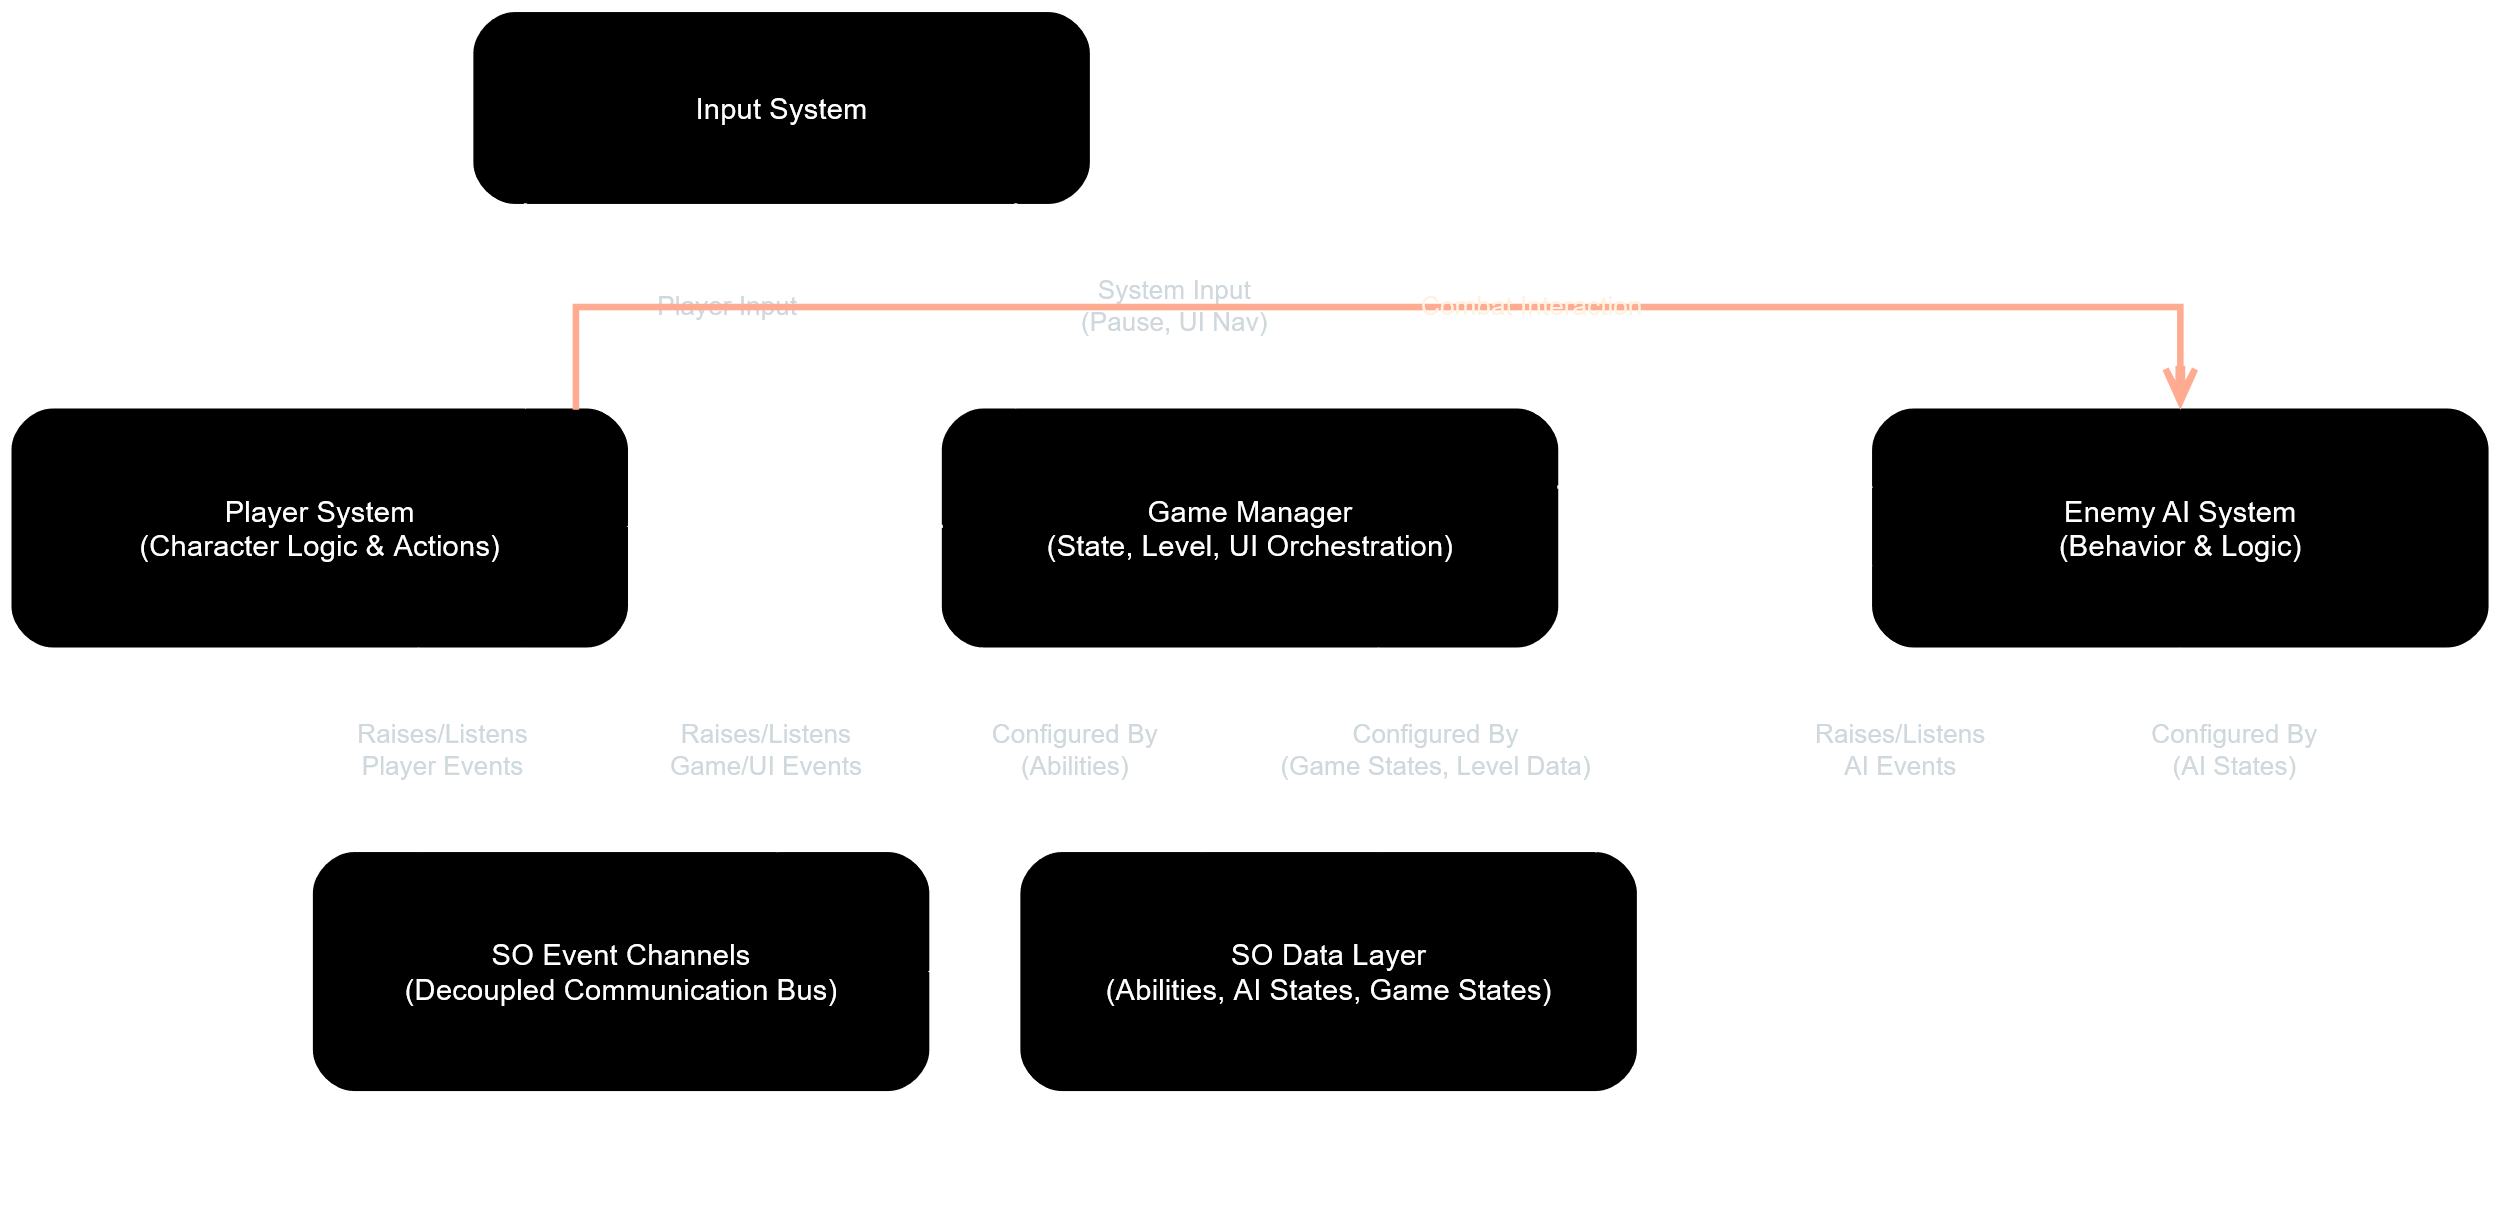 Input System
Player Input
System Input
(Pause, UI Nav)
Combat Interaction
Player System
(Character Logic & Actions)
Game Manager
(State, Level, UI Orchestration)
Enemy AI System
(Behavior & Logic)
Raises/Listens
Player Events
Raises/Listens
Game/UI Events
Configured By
(Abilities)
Configured By
(Game States, Level Data)
Raises/Listens
AI Events
Configured By
(AI States)
SO Event Channels
(Decoupled Communication Bus)
SO Data Layer
(Abilities, AI States, Game States)